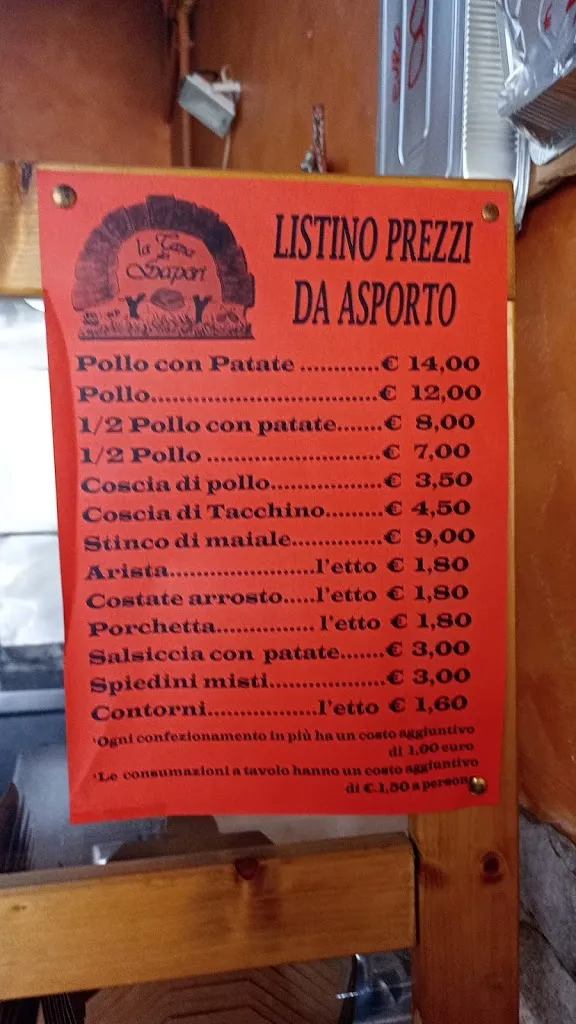 la Tana
dei
Sapori
LISTINO PREZZI
DA ASPORTO
Pollo con Patate ............€ 14,00
Pollo..................................€ 12,00
1/2 Pollo con patate.......€ 8,00
1/2 Pollo ..........................€ 7,00
Coscia di pollo.................€ 3,50
Coscia di Tacchino.........€ 4,50
Stinco di maiale..............€ 9,00
Arista......................l'etto € 1,80
Costate arrosto.....l'etto € 1,80
Porchetta............... l'etto € 1,80
Salsiccia con patate.......€ 3,00
Spiedini misti..................€ 3,00
Contorni.................l'etto € 1,60
*Ogni confezionamento in più ha un costo aggiuntivo
di 1,00 euro
*Le consumazioni a tavolo hanno un costo aggiuntivo
di €.1,50 a persona